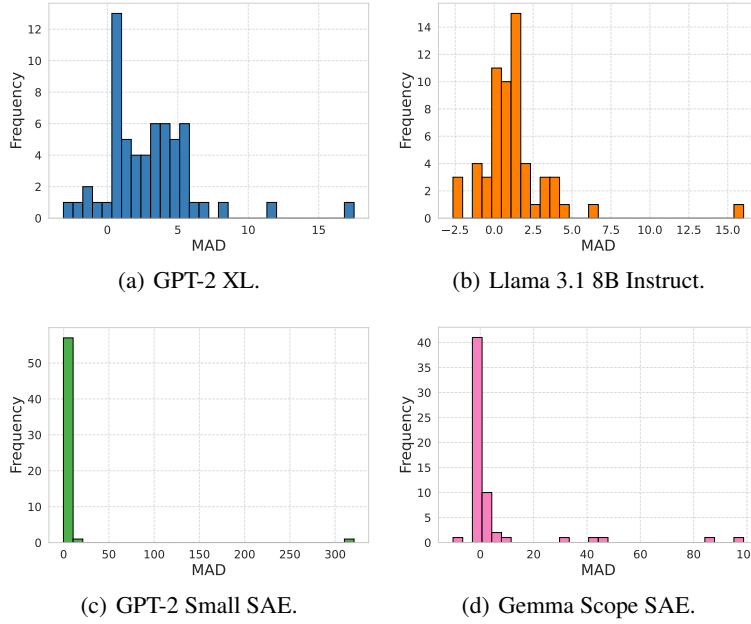 12
10
8
6
4
2
0
Frequency
0 5 10 15
MAD
(a) GPT-2 XL.
14
12
10
8
6
4
2
0
Frequency
−2.5 0.0 2.5 5.0 7.5 10.0 12.5 15.0
MAD
(b) Llama 3.1 8B Instruct.
50
40
30
20
10
0
Frequency
0 50 100 150 200 250 300
MAD
(c) GPT-2 Small SAE.
40
35
30
25
20
15
10
5
0
Frequency
0 20 40 60 80
MAD
(d) Gemma Scope SAE.